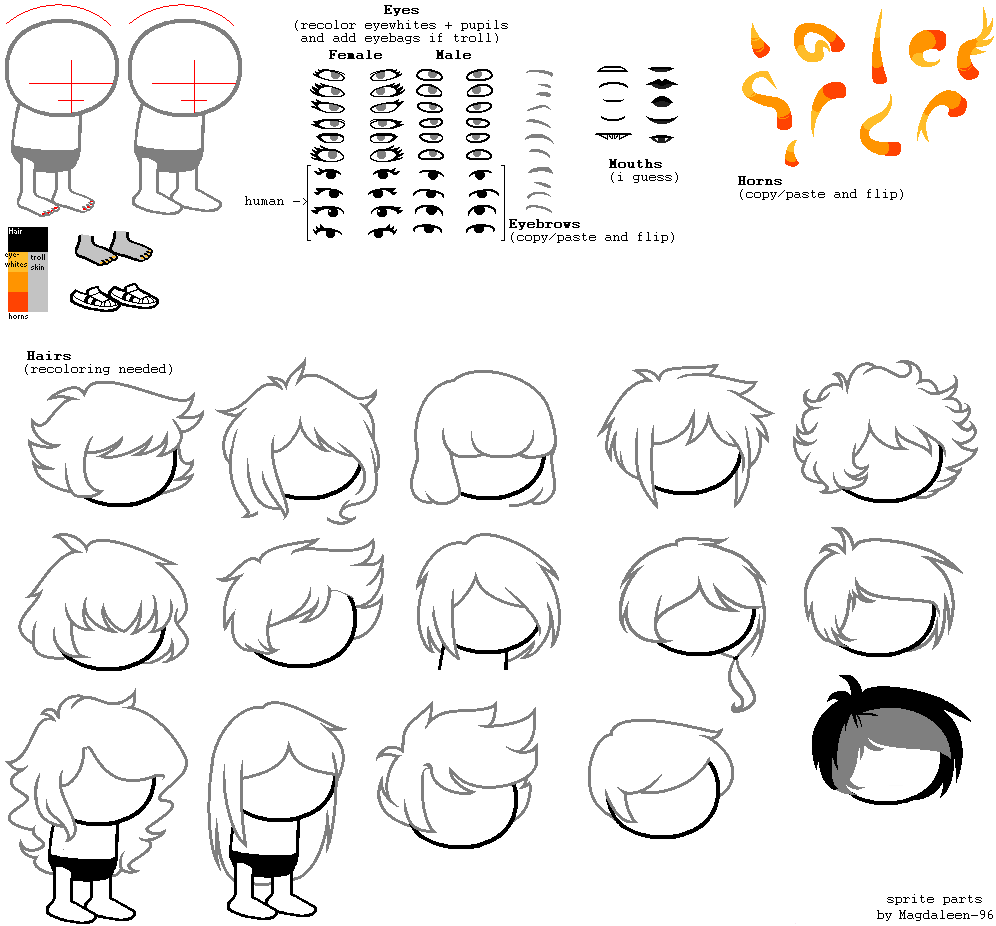 Eyes
(recolor eyewhites + pupils
and add eyebags if troll)
Female Male
human ->
Eyebrows
(copy/paste and flip)
Mouths
(i guess)
Horns
(copy/paste and flip)
Hair
eye-
whites
troll
skin
horns
Hairs
(recoloring needed)
sprite parts
by Magdaleen-96